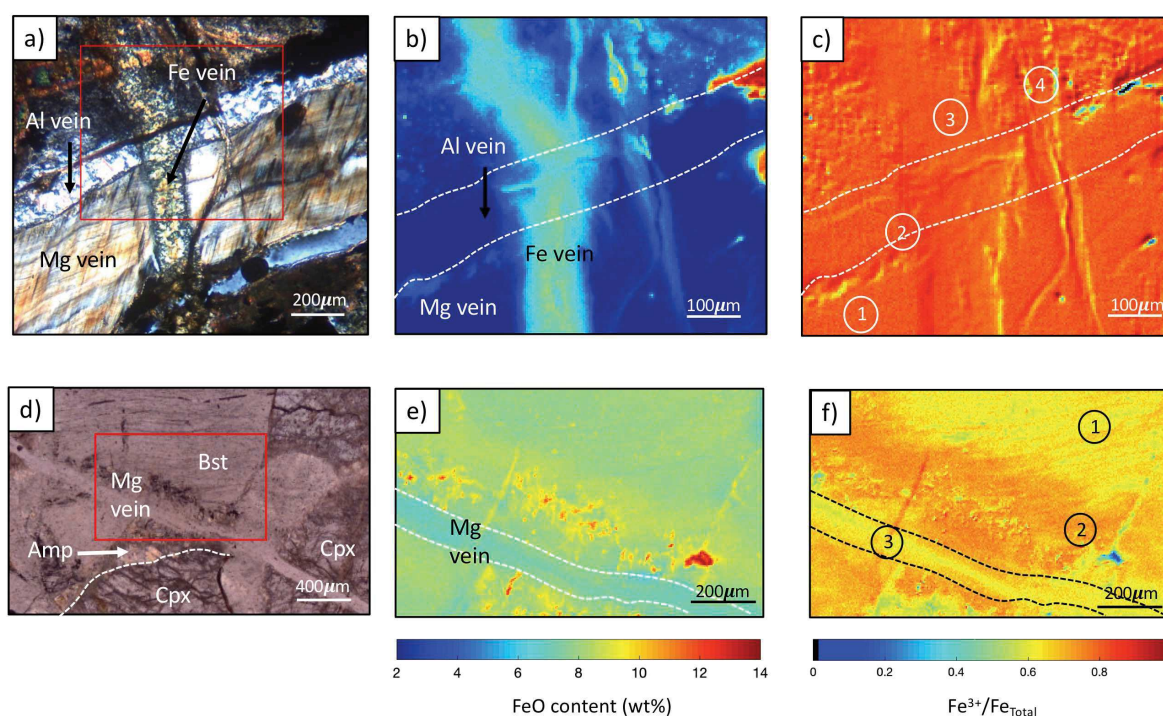 a)
Fe vein
Al vein
Mg vein
200μm
b)
Al vein
Fe vein
Mg vein
100μm
c)
4
3
2
1
100μm
d)
Bst
Mg
vein
Amp
Cpx
Cpx
400μm
e)
Mg
vein
200μm
f)
1
2
3
200μm
2 4 6 8 10 12 14
FeO content (wt%)
0 0.2 0.4 0.6 0.8
Fe³⁺/Fe_Total